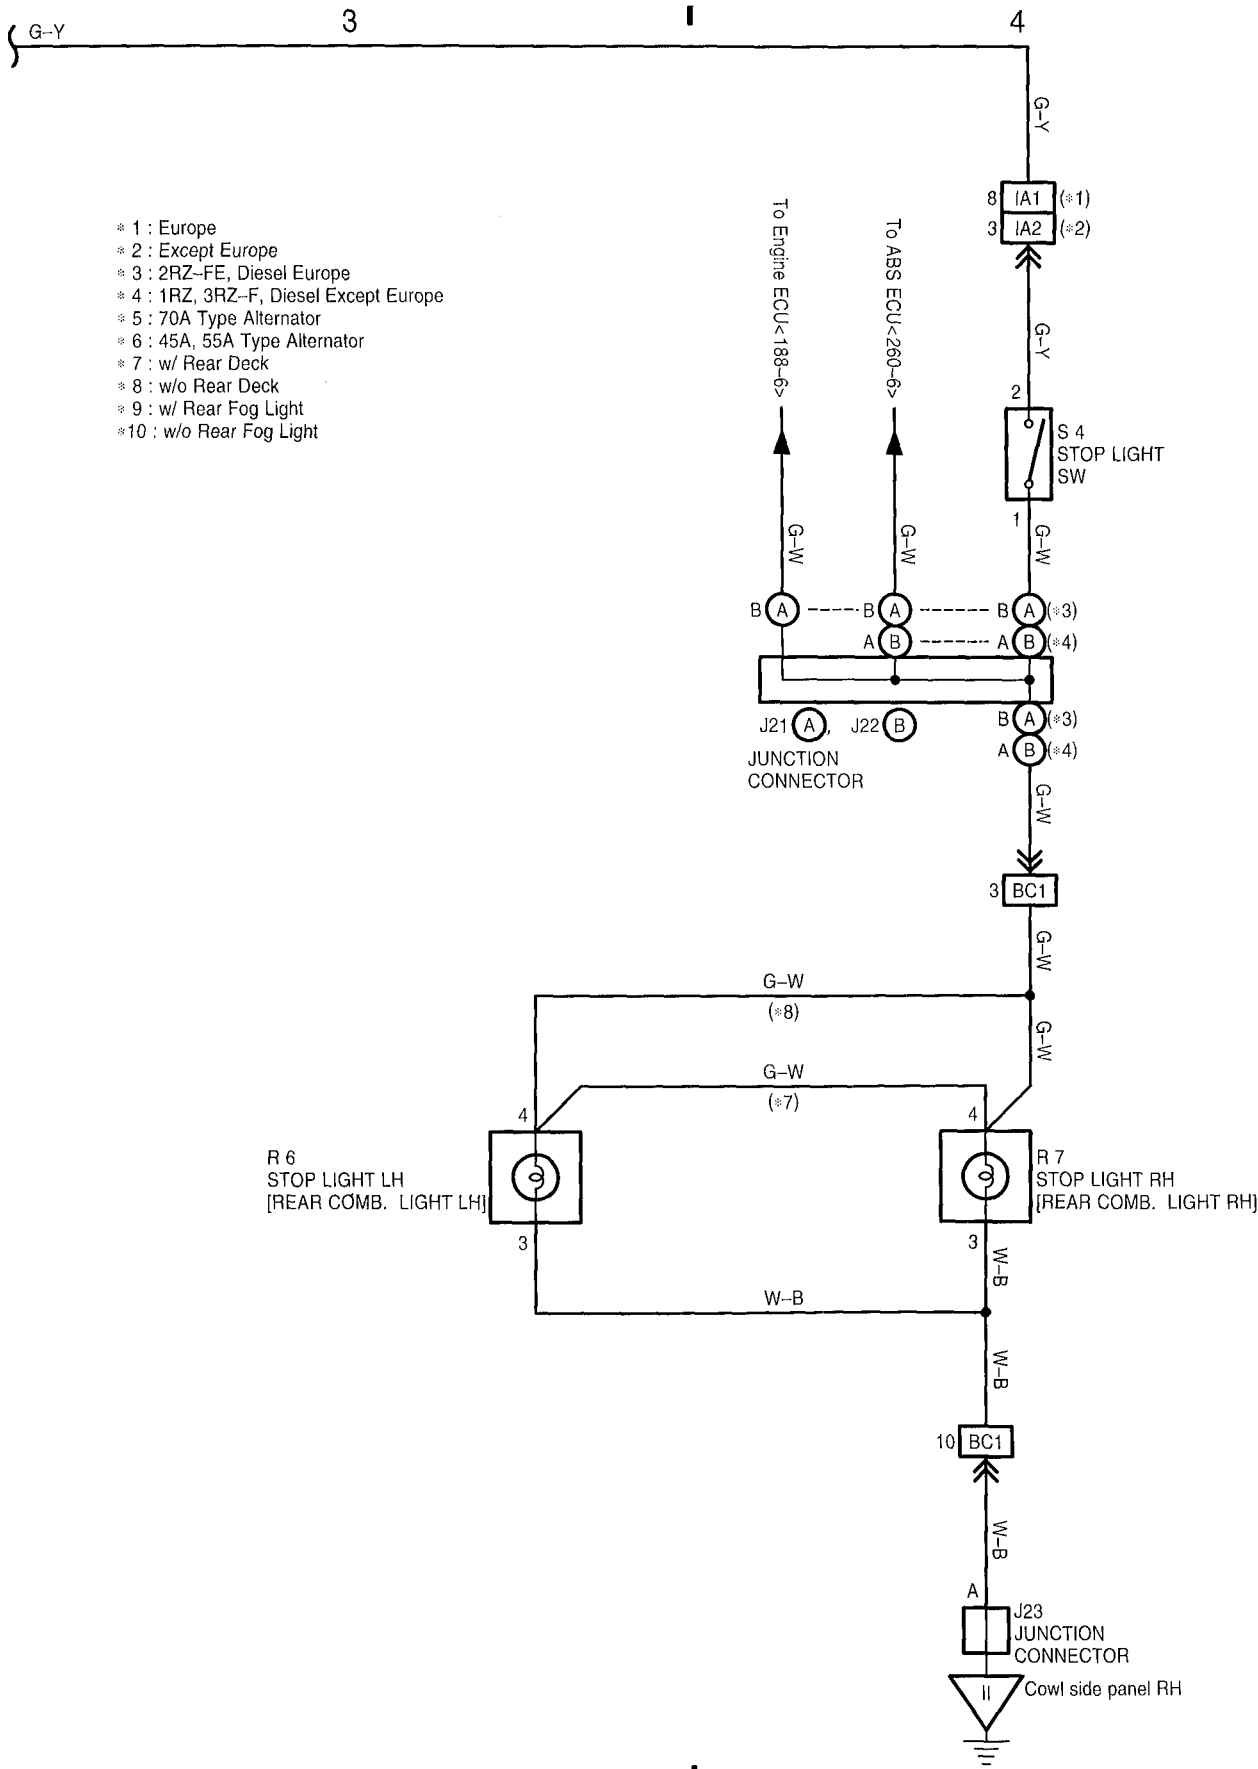 3
4
G–Y
G–Y
8 IA1 (*1)
3 IA2 (*2)
* 1 : Europe
* 2 : Except Europe
* 3 : 2RZ–FE, Diesel Europe
* 4 : 1RZ, 3RZ–F, Diesel Except Europe
* 5 : 70A Type Alternator
* 6 : 45A, 55A Type Alternator
* 7 : w/ Rear Deck
* 8 : w/o Rear Deck
* 9 : w/ Rear Fog Light
*10 : w/o Rear Fog Light
To Engine ECU<188–6>
To ABS ECU<260–6>
G–Y
2
S 4
STOP LIGHT
SW
1
G–W
G–W
G–W
B A B A B A (*3)
A B A B (*4)
J21 A, J22 B
JUNCTION
CONNECTOR
B A (*3)
A B (*4)
G–W
3 BC1
G–W
G–W
(*8)
G–W
G–W
(*7)
4
4
R 6
STOP LIGHT LH
[REAR COMB. LIGHT LH]
R 7
STOP LIGHT RH
[REAR COMB. LIGHT RH]
3
3
W–B
W–B
W–B
10 BC1
W–B
A
J23
JUNCTION
CONNECTOR
II
Cowl side panel RH